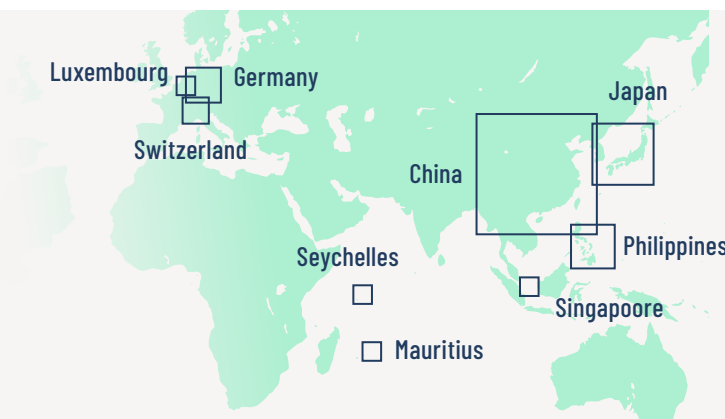 Luxembourg
Germany
Japan
Switzerland
China
Philippines
Seychelles
Singapoore
Mauritius